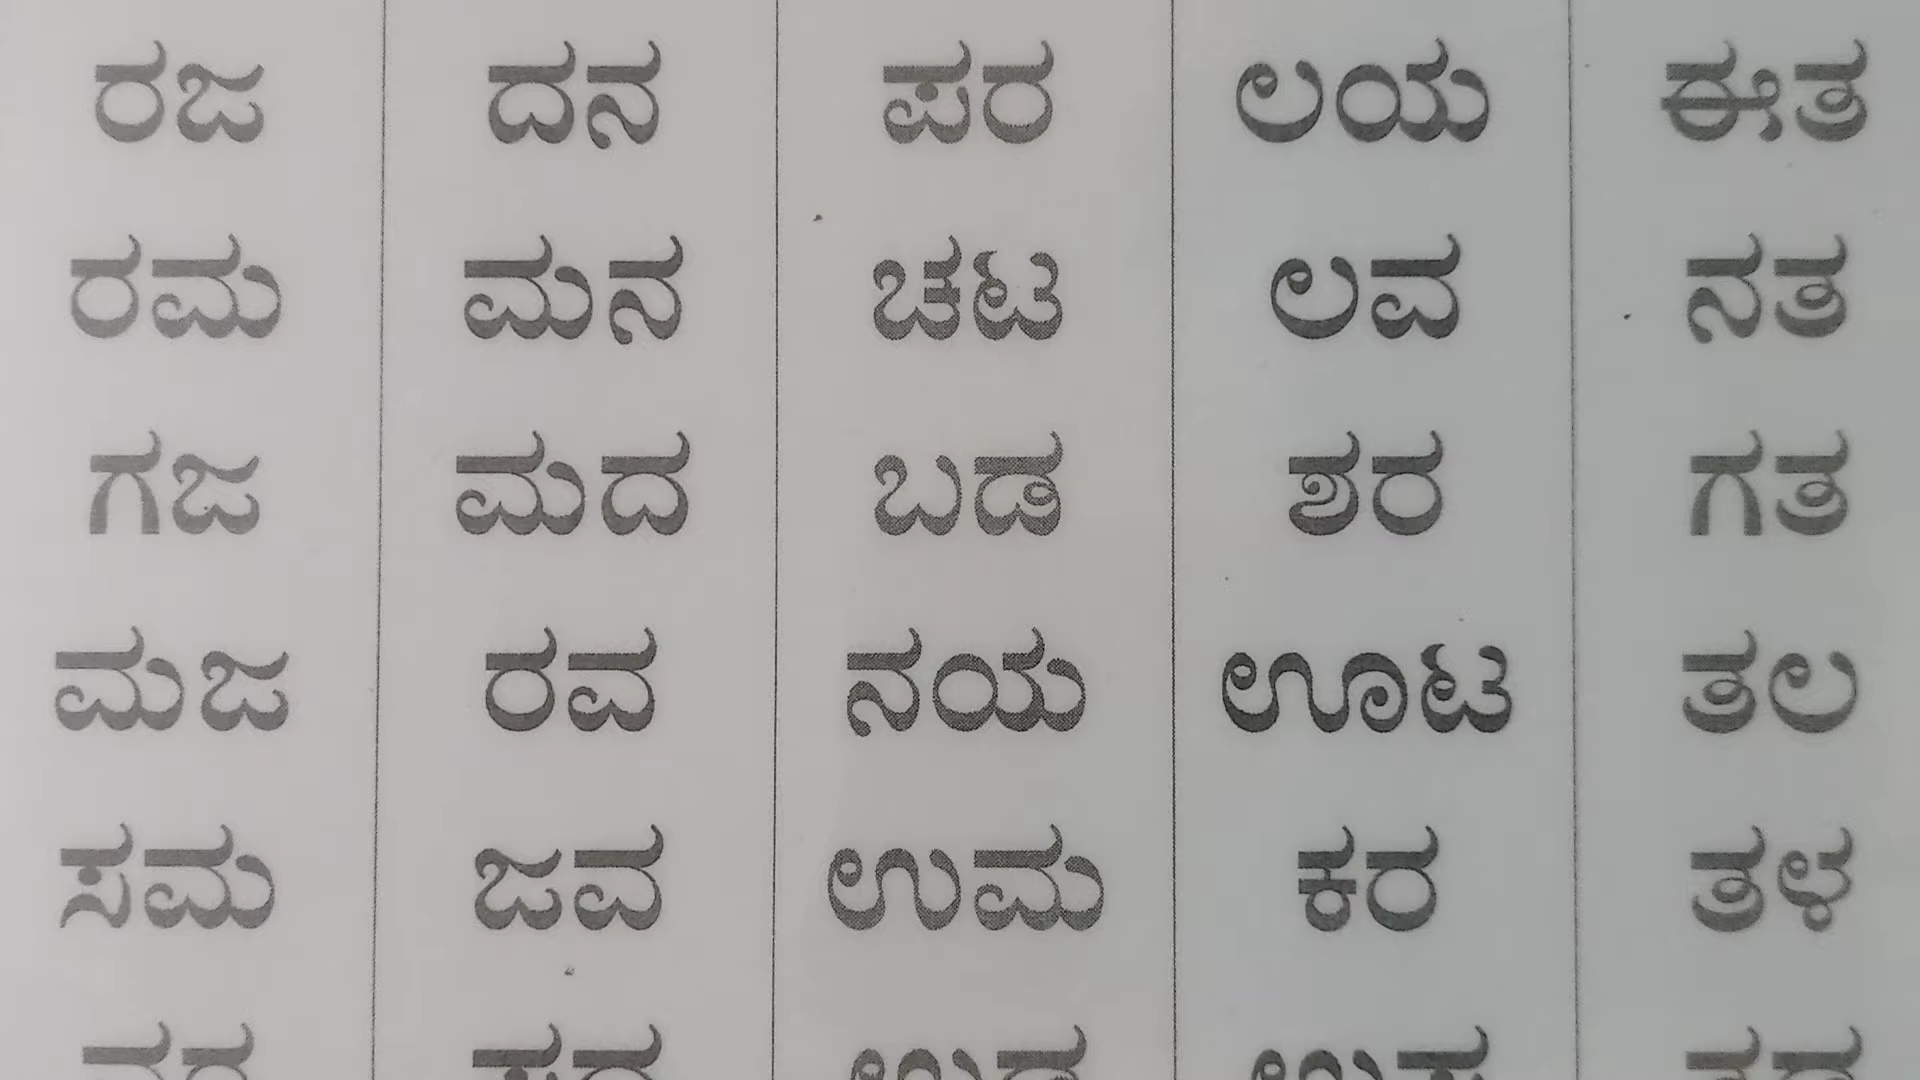 ರಜ ದನ ಪರ ಲಯ ಈತ
ರಮ ಮನ ಚಟ ಲವ ನತ
ಗಜ ಮದ ಬಡ ಶರ ಗತ
ಮಜ ರವ ನಯ ಊಟ ತಲ
ಸಮ ಜವ ಉಮ ಕರ ತಳ